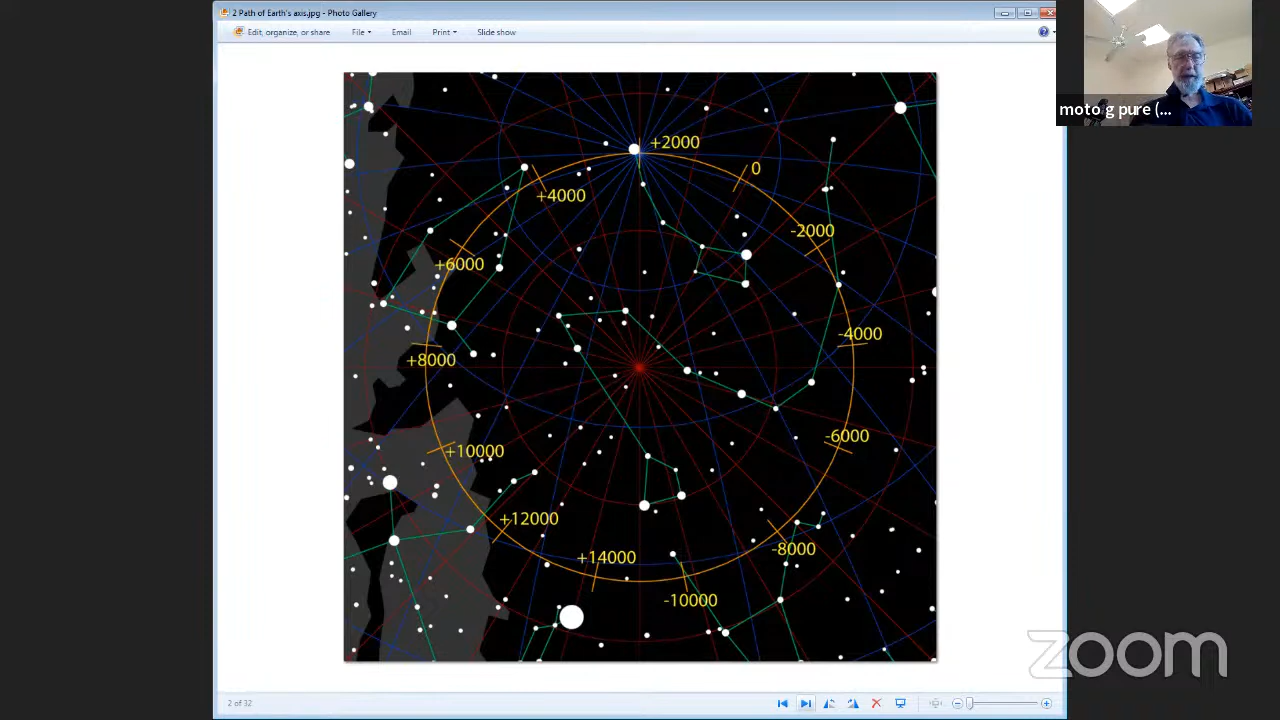 2 Path of Earth's axis.jpg - Photo Gallery
Edit, organize, or share File Email Print Slide show
moto g pure (...
+2000
0
+4000
-2000
+6000
-4000
+8000
-6000
+10000
+12000
-8000
+14000
-10000
zoom
2 of 32